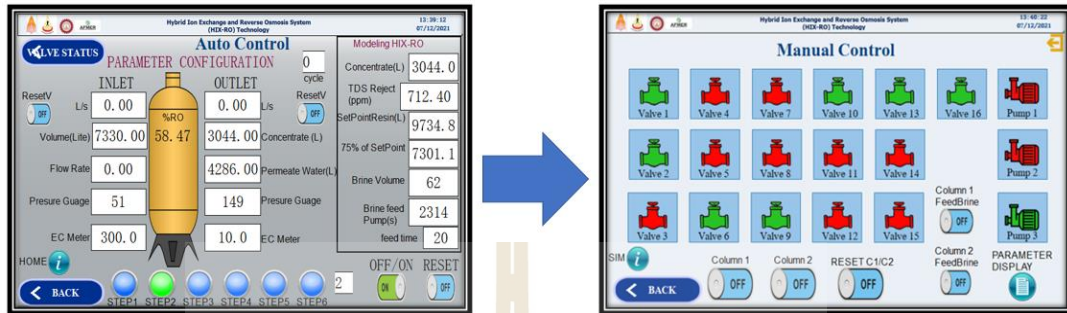 AFMER
Hybrid Ion Exchange and Reverse Osmosis System
(HIX-RO) Technology
13:39:12
07/12/2021
VALVE STATUS
Auto Control
PARAMETER CONFIGURATION
0
cycle
INLET
OUTLET
ResetV
OFF
L/s
0.00
0.00
L/s
ResetV
OFF
%RO
58.47
Volume(Lite)
7330.00
3044.00
Concentrate (L)
Flow Rate
0.00
4286.00
Permeate Water(L)
Presure Guage
51
149
Presure Guage
EC Meter
300.0
10.0
EC Meter
Modeling HIX-RO
Concentrate(L)
3044.0
TDS Reject
(ppm)
712.40
SetPointResin(L)
9734.8
75% of SetPoint
7301.1
Brine Volume
62
Brine feed
Pump(s)
2314
feed time
20
HOME
BACK
STEP1 STEP2 STEP3 STEP4 STEP5 STEP6
2
OFF/ON
ON
RESET
OFF
AFMER
Hybrid Ion Exchange and Reverse Osmosis System
(HIX-RO) Technology
13:40:22
07/12/2021
Manual Control
Valve 1 Valve 4 Valve 7 Valve 10 Valve 13 Valve 16 Pump 1
Valve 2 Valve 5 Valve 8 Valve 11 Valve 14 Pump 2
Column 1
FeedBrine
OFF
Valve 3 Valve 6 Valve 9 Valve 12 Valve 15 Pump 3
SIM
BACK
Column 1
OFF
Column 2
OFF
RESET C1/C2
OFF
Column 2
FeedBrine
OFF
PARAMETER
DISPLAY